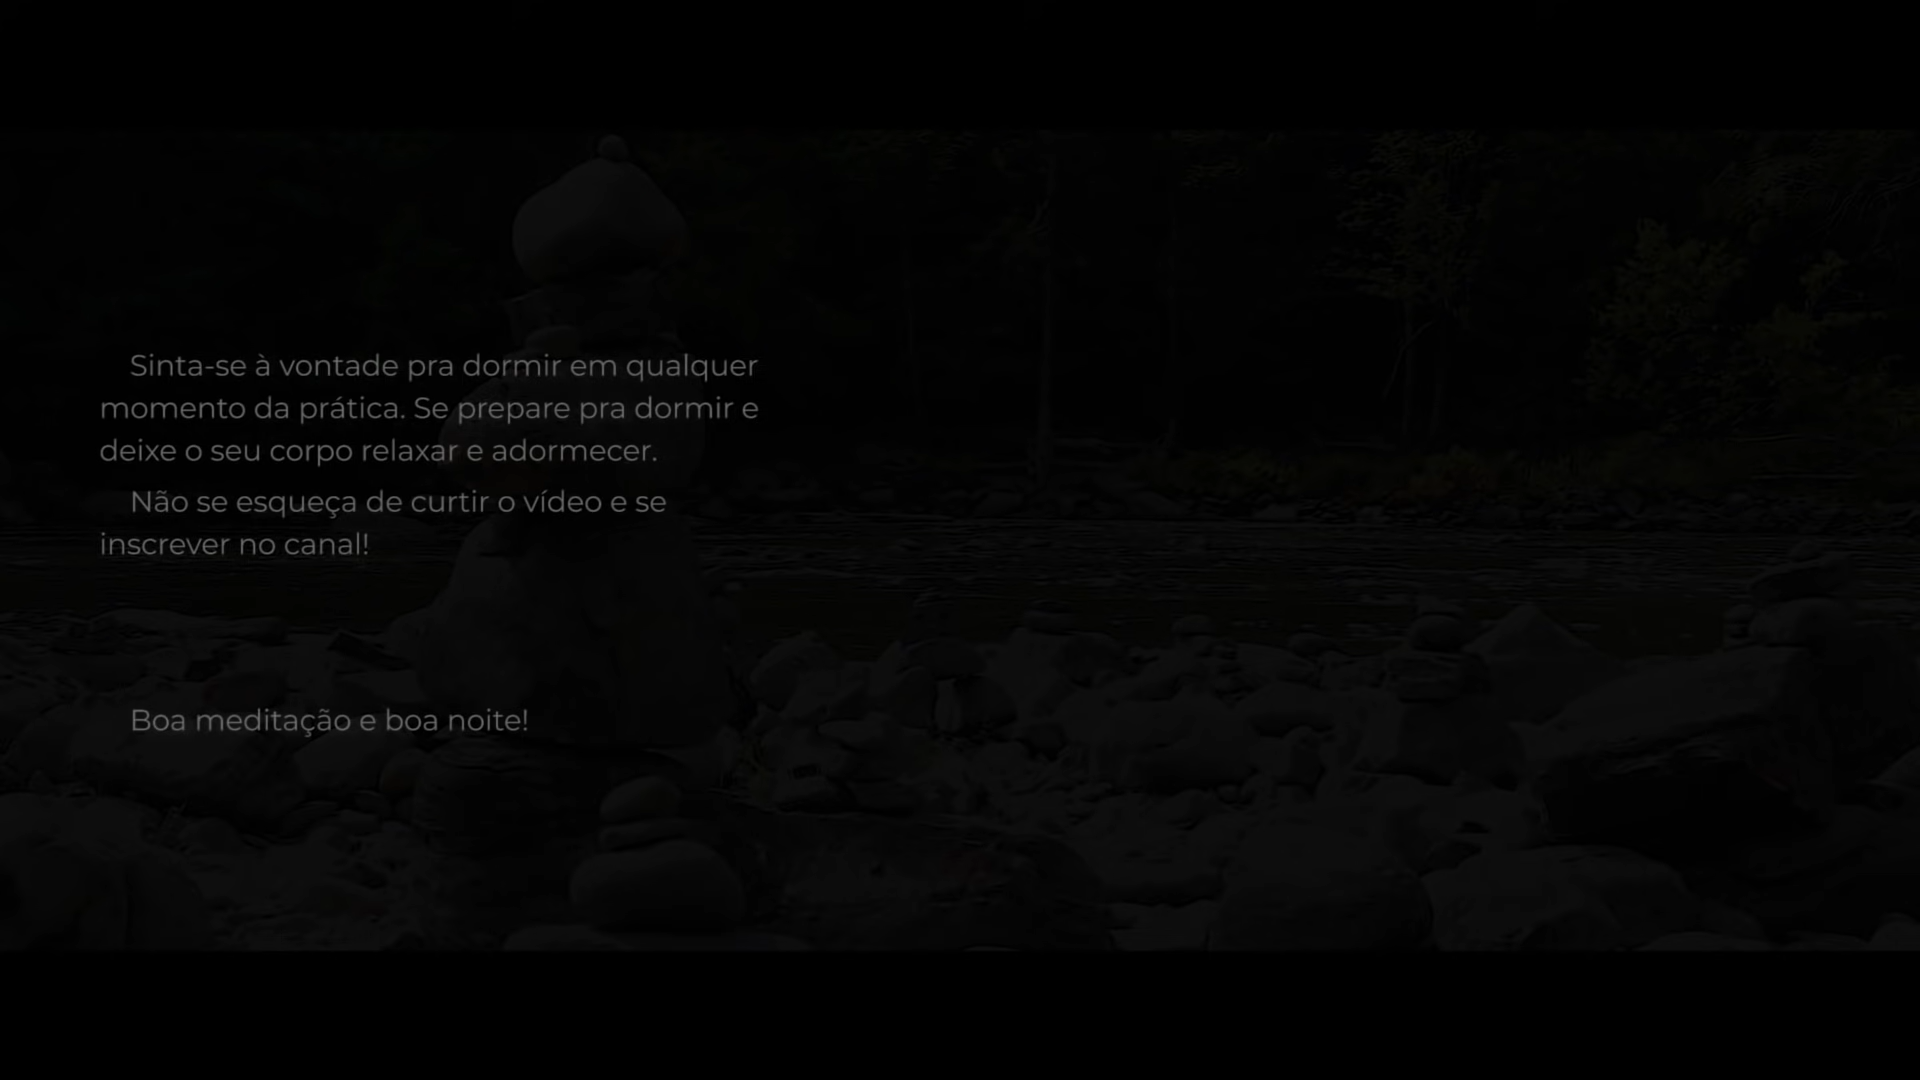 Sinta-se à vontade pra dormir em qualquer
momento da prática. Se prepare pra dormir e
deixe o seu corpo relaxar e adormecer.
Não se esqueça de curtir o vídeo e se
inscrever no canal!
Boa meditação e boa noite!